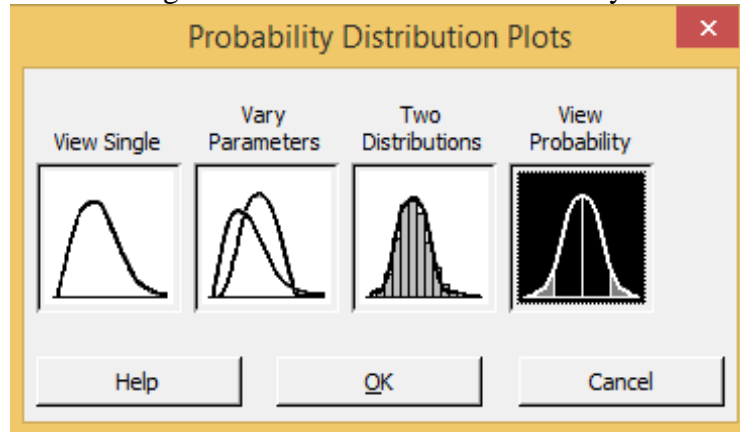 Probability Distribution Plots
View Single
Vary
Parameters
Two
Distributions
View
Probability
Help
OK
Cancel